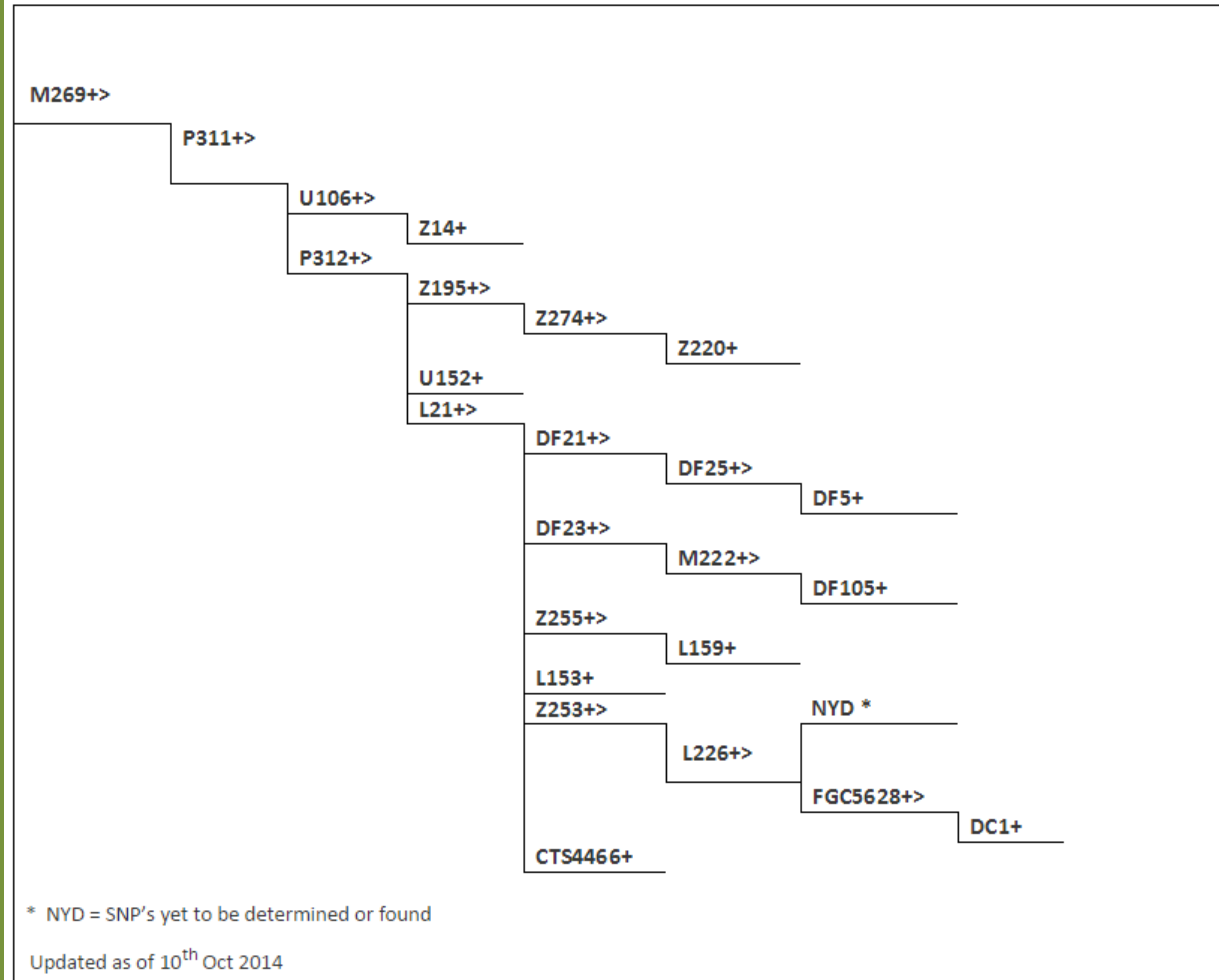 M269+>
P311+>
U106+>
Z14+
P312+>
Z195+>
Z274+>
Z220+
U152+
L21+>
DF21+>
DF25+>
DF5+
DF23+>
M222+>
DF105+
Z255+>
L159+
L153+
Z253+>
NYD *
L226+>
FGC5628+>
DC1+
CTS4466+
* NYD = SNP's yet to be determined or found
Updated as of 10th Oct 2014